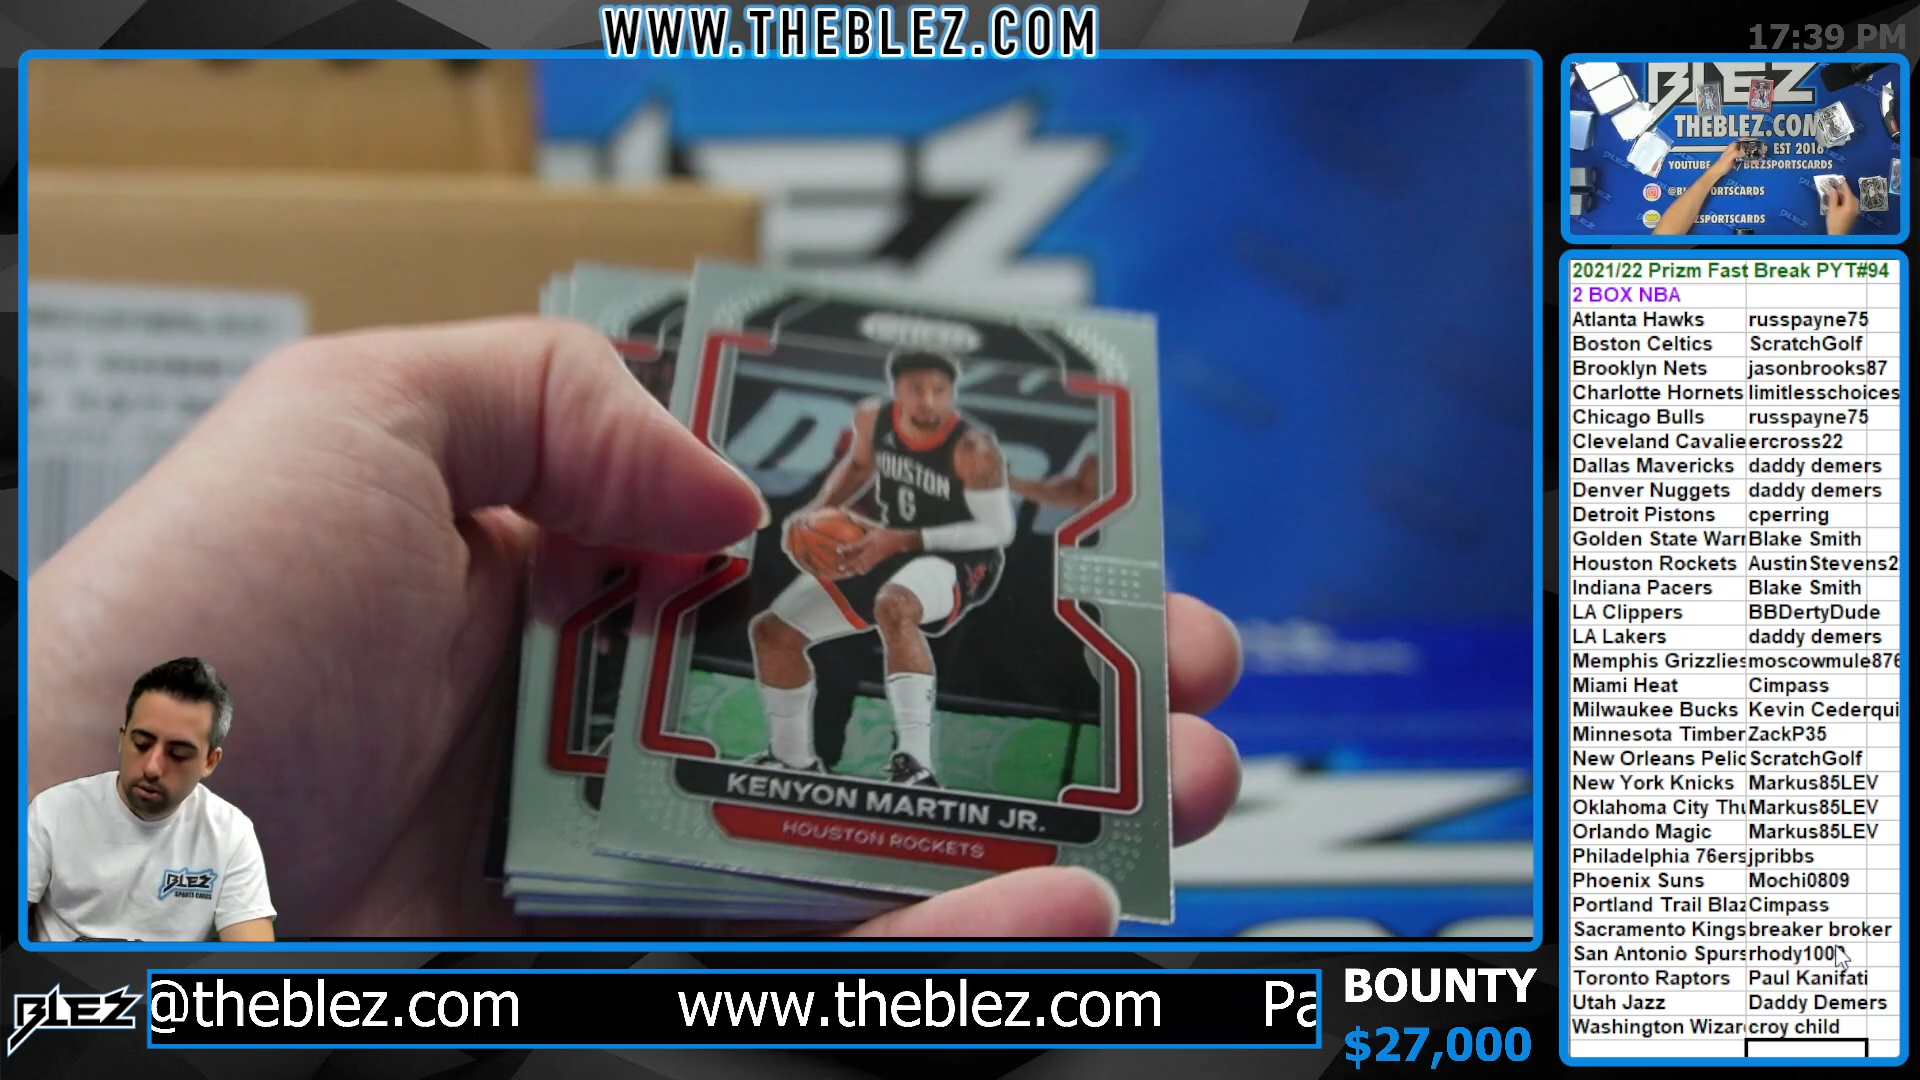 WWW.THEBLEZ.COM
17:39 PM
HOUSTON
6
KENYON MARTIN JR.
HOUSTON ROCKETS
BLEZ
SPORTS CARDS
BLEZ
THEBLEZ.COM
EST 2016
YOUTUBE
BLEZSPORTSCARDS
2021/22 Prizm Fast Break PYT#94
2 BOX NBA
Atlanta Hawks russpayne75
Boston Celtics ScratchGolf
Brooklyn Nets jasonbrooks87
Charlotte Hornets limitlesschoices
Chicago Bulls russpayne75
Cleveland Cavalie ercross22
Dallas Mavericks daddy demers
Denver Nuggets daddy demers
Detroit Pistons cperring
Golden State Warr Blake Smith
Houston Rockets AustinStevens2
Indiana Pacers Blake Smith
LA Clippers BBDertyDude
LA Lakers daddy demers
Memphis Grizzlies moscowmule876
Miami Heat Cimpass
Milwaukee Bucks Kevin Cederqui
Minnesota Timber ZackP35
New Orleans Pelic ScratchGolf
New York Knicks Markus85LEV
Oklahoma City Thu Markus85LEV
Orlando Magic Markus85LEV
Philadelphia 76ers jpribbs
Phoenix Suns Mochi0809
Portland Trail Blaz Cimpass
Sacramento Kings breaker broker
San Antonio Spurs
Toronto Raptors Paul Kanifati
Utah Jazz Daddy Demers
Washington Wizar croy child
BLEZ
@theblez.com www.theblez.com Pa
BOUNTY
$27,000